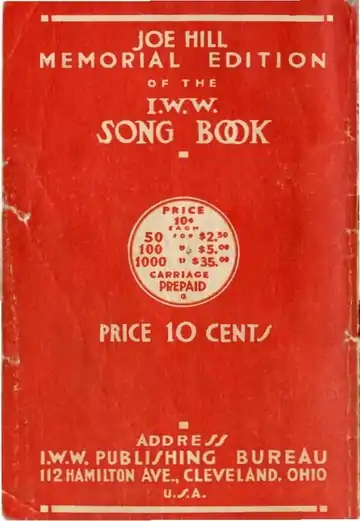 JOE HILL
MEMORIAL EDITION
OF THE
I.W.W.
SONG BOOK
PRICE
10¢
EACH
50 FOR $2.50
100 " $5.00
1000 " $35.00
CARRIAGE
PREPAID
PRICE 10 CENTS
ADDRESS
I.W.W. PUBLISHING BUREAU
112 HAMILTON AVE., CLEVELAND, OHIO
U.S.A.